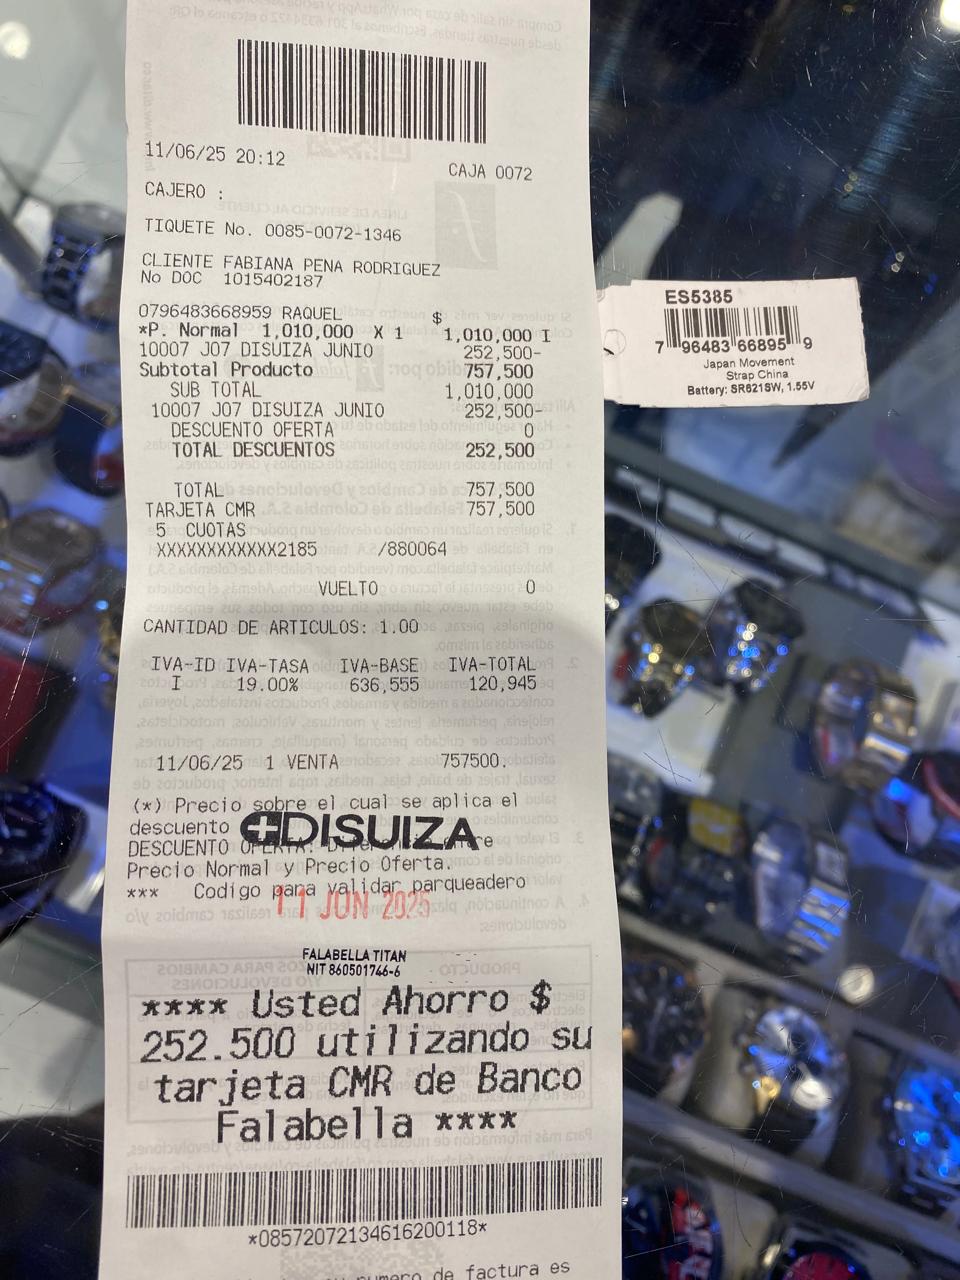 11/06/25 20:12 CAJA 0072
CAJERO :
TIQUETE No. 0085-0072-1346
CLIENTE FABIANA PENA RODRIGUEZ
No DOC 1015402187
0796483668959 RAQUEL $
*P. Normal 1,010,000 X 1 1,010,000 I
10007 J07 DISUIZA JUNIO 252,500-
Subtotal Producto 757,500
SUB TOTAL 1,010,000
10007 J07 DISUIZA JUNIO 252,500-
DESCUENTO OFERTA 0
TOTAL DESCUENTOS 252,500
TOTAL 757,500
TARJETA CMR 757,500
5 CUOTAS
XXXXXXXXXXXX2185 /880064
VUELTO 0
CANTIDAD DE ARTICULOS: 1.00
IVA-ID IVA-TASA IVA-BASE IVA-TOTAL
I 19.00% 636,555 120,945
11/06/25 1 VENTA 757500.
(*) Precio sobre el cual se aplica el
descuento
DISUIZA
DESCUENTO OFERTA:
Precio Normal y Precio Oferta.
*** Codigo para validar parqueadero
11 JUN 2025
FALABELLA TITAN
NIT 860501746-6
**** Usted Ahorro $
252.500 utilizando su
tarjeta CMR de Banco
Falabella ****
*08572072134616200118*
numero de factura es
ES5385
7 96483 66895 9
Japan Movement
Strap China
Battery: SR621SW, 1.55V